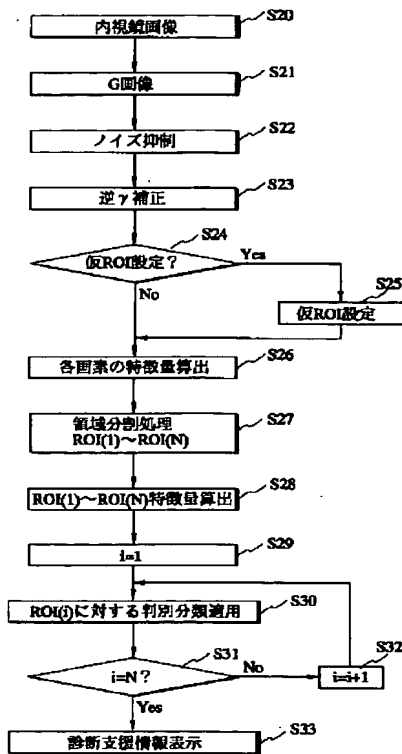 S20
内視鏡画像
S21
G画像
S22
ノイズ抑制
S23
逆γ補正
S24
仮ROI設定？
Yes
No
S25
仮ROI設定
S26
各画素の特徴量算出
S27
領域分割処理
ROI(1)～ROI(N)
S28
ROI(1)～ROI(N)特徴量算出
S29
i=1
S30
ROI(i)に対する判別分類適用
S31
i=N？
No
Yes
S32
i=i+1
S33
診断支援情報表示